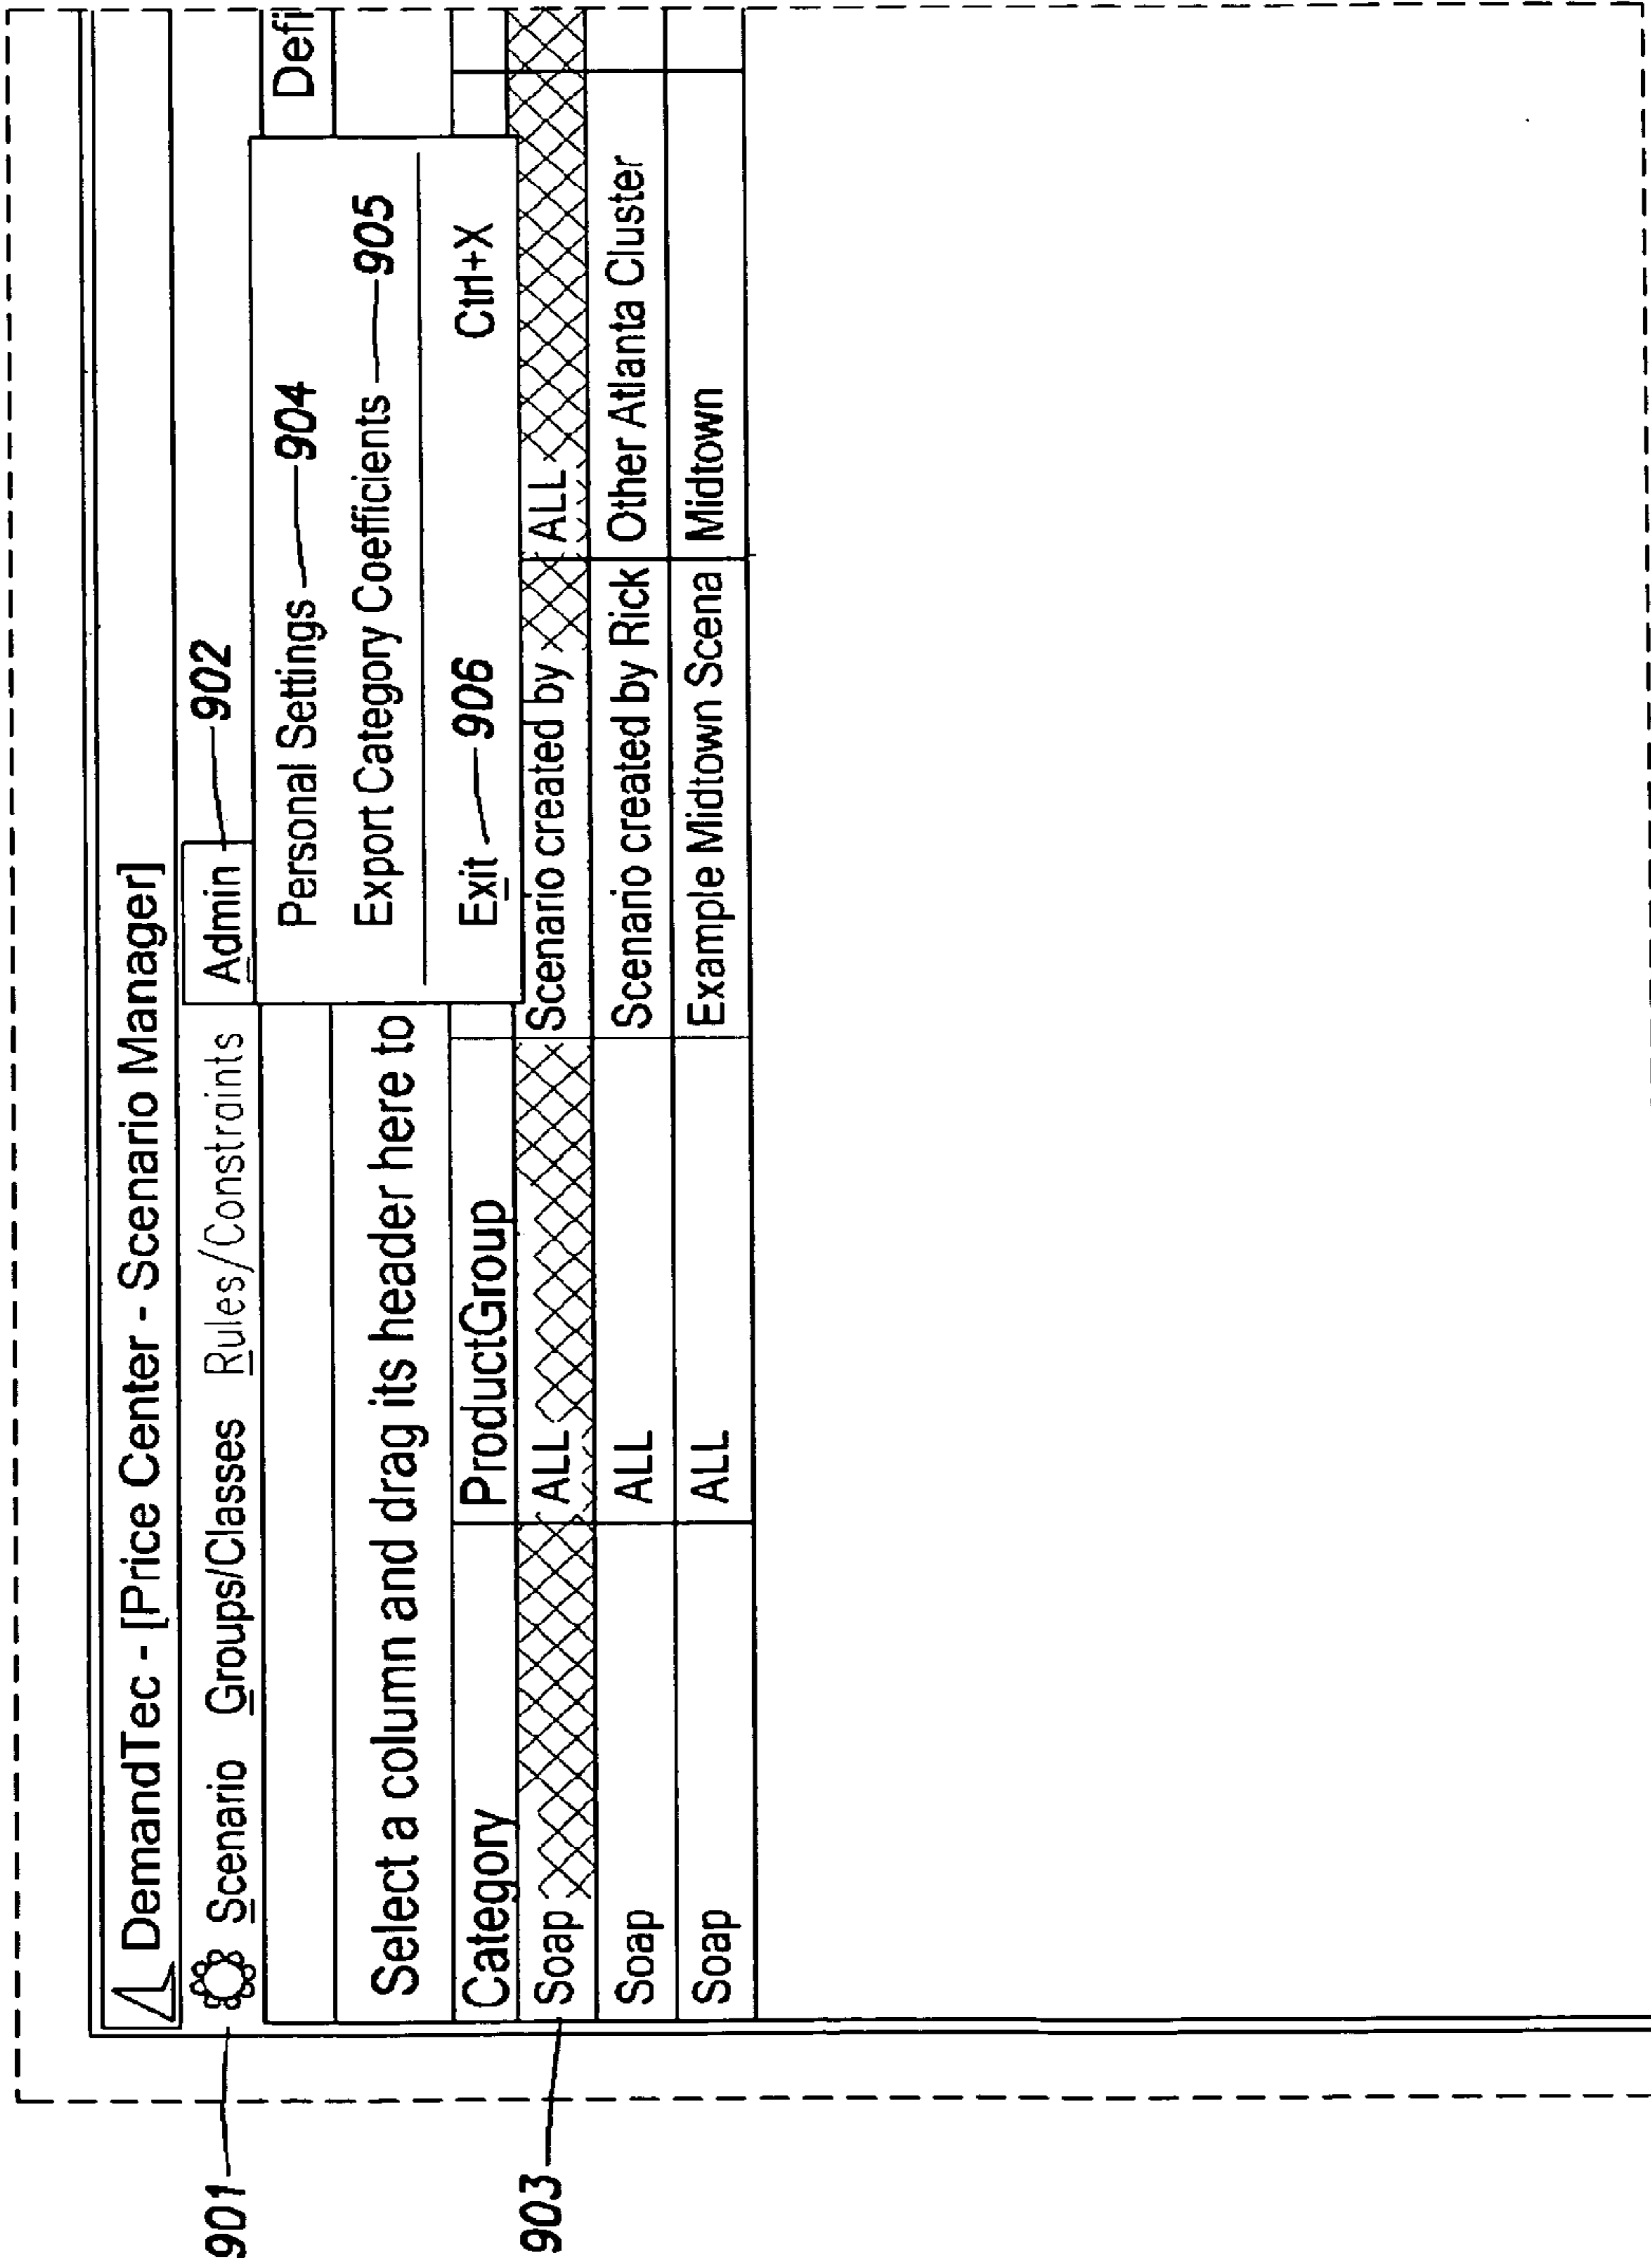 DemandTec - [Price Center - Scenario Manager]
901 Scenario Groups/Classes Rules/Constraints Admin 902
Defi
Personal Settings 904
Select a column and drag its header here to
Export Category Coefficients 905
Category ProductGroup
Exit 906 Ctrl+X
903 Soap ALL Scenario created by ALL
Soap ALL Scenario created by Rick Other Atlanta Cluster
Soap ALL Example Midtown Scena Midtown